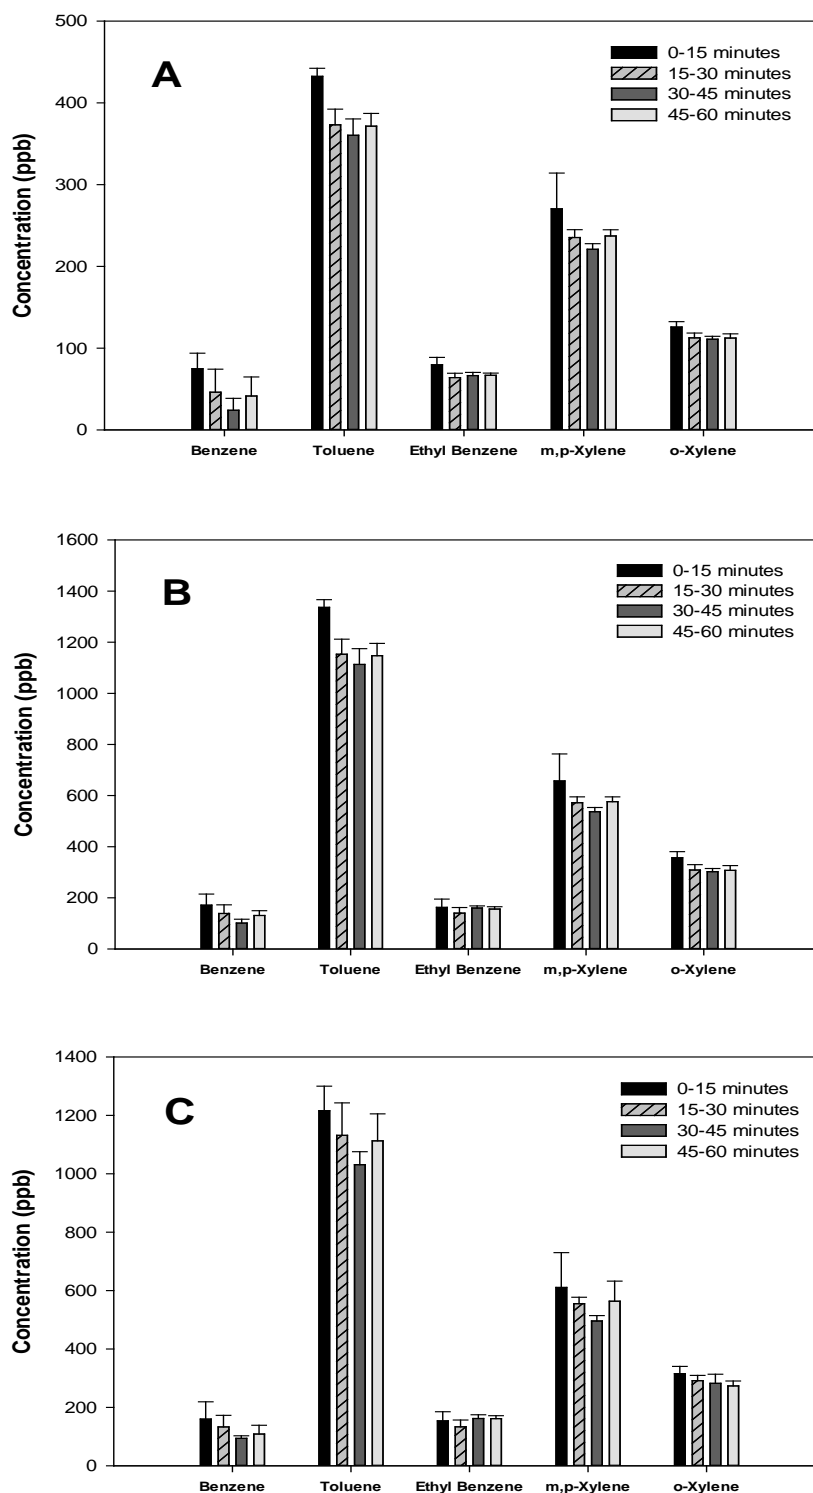 500
A
0-15 minutes
15-30 minutes
30-45 minutes
45-60 minutes
400
300
200
100
0
Concentration (ppb)
Benzene Toluene Ethyl Benzene m,p-Xylene o-Xylene
1600
B
0-15 minutes
15-30 minutes
30-45 minutes
45-60 minutes
1400
1200
1000
800
600
400
200
0
Concentration (ppb)
Benzene Toluene Ethyl Benzene m,p-Xylene o-Xylene
1400
C
0-15 minutes
15-30 minutes
30-45 minutes
45-60 minutes
1200
1000
800
600
400
200
0
Concentration (ppb)
Benzene Toluene Ethyl Benzene m,p-Xylene o-Xylene